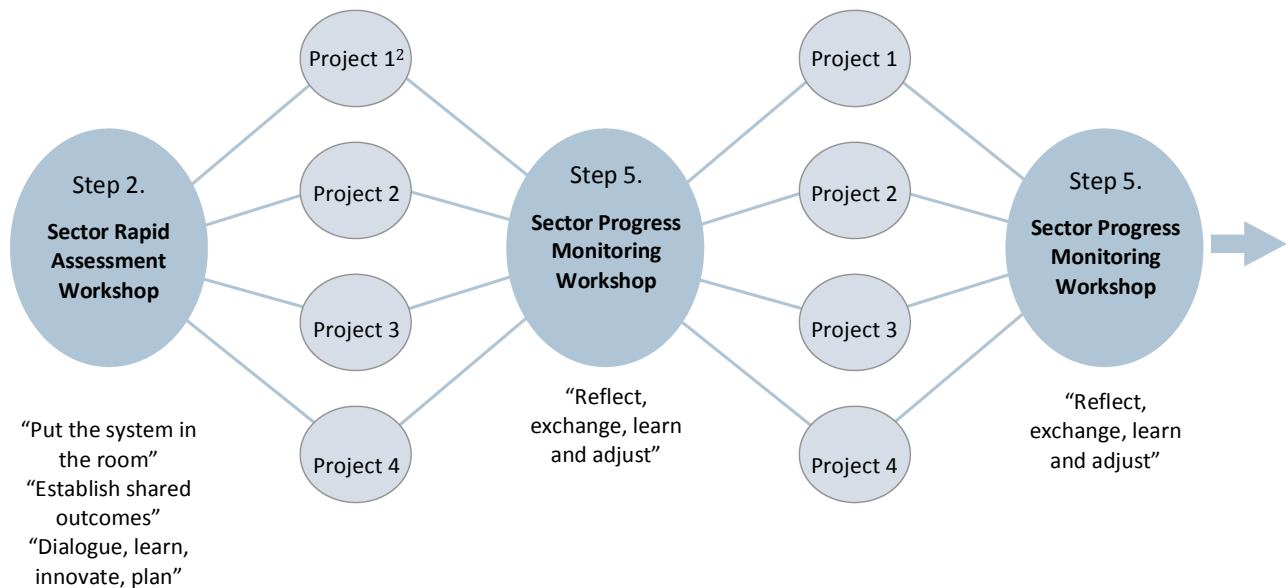 Project 1²
Project 2
Project 3
Project 4
Step 2.
Sector Rapid
Assessment
Workshop
“Put the system in
the room”
“Establish shared
outcomes”
“Dialogue, learn,
innovate, plan”
Step 5.
Sector Progress
Monitoring
Workshop
“Reflect,
exchange, learn
and adjust”
Project 1
Project 2
Project 3
Project 4
Step 5.
Sector Progress
Monitoring
Workshop
“Reflect,
exchange, learn
and adjust”